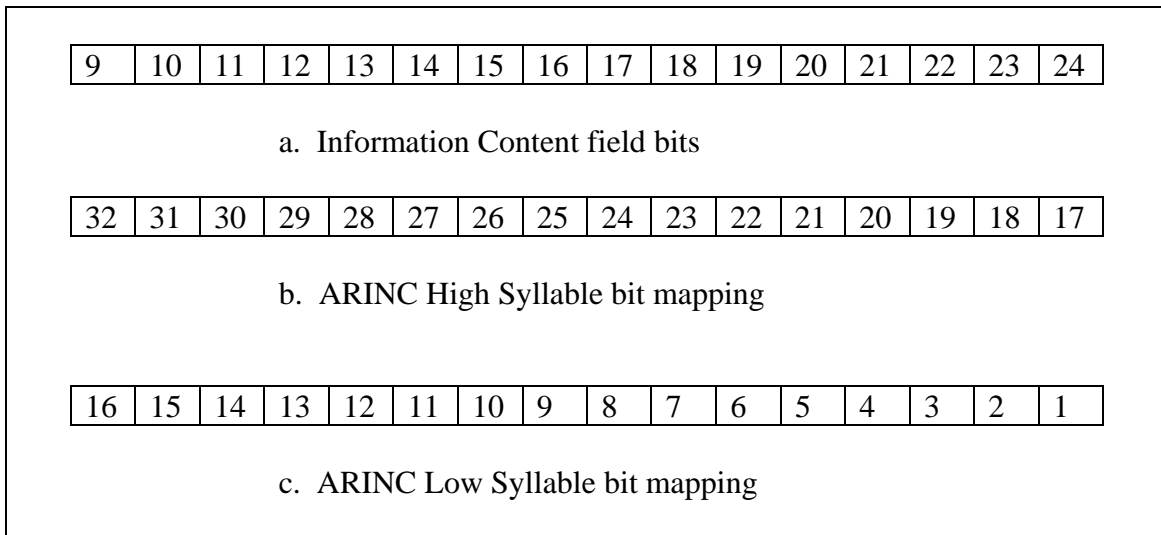 9 10 11 12 13 14 15 16 17 18 19 20 21 22 23 24
a. Information Content field bits
32 31 30 29 28 27 26 25 24 23 22 21 20 19 18 17
b. ARINC High Syllable bit mapping
16 15 14 13 12 11 10 9 8 7 6 5 4 3 2 1
c. ARINC Low Syllable bit mapping